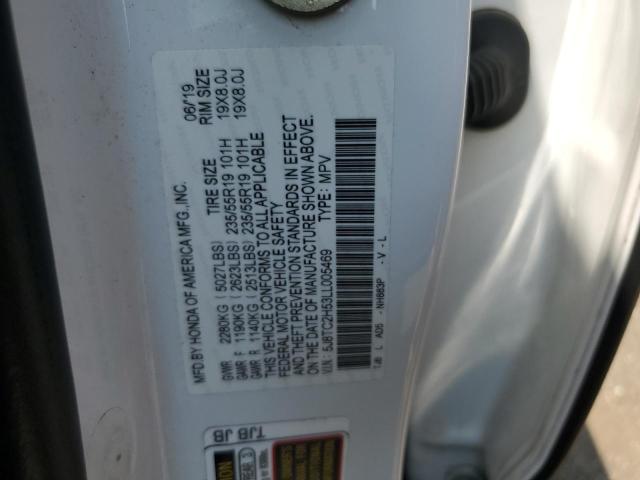 MFD.BY HONDA OF AMERICA MFG.,INC. 06/19
TIRE SIZE RIM SIZE
GVWR 2280KG (5027LBS)
GAWR F 1190KG (2623LBS) 235/55R19 101H 19X8.0J
GAWR R 1140KG (2513LBS) 235/55R19 101H 19X8.0J
THIS VEHICLE CONFORMS TO ALL APPLICABLE
FEDERAL MOTOR VEHICLE SAFETY
AND THEFT PREVENTION STANDARDS IN EFFECT
ON THE DATE OF MANUFACTURE SHOWN ABOVE.
V.I.N.: 5J8TC2H53LL005469 TYPE: MPV
TJB L AD5 - NH883P - V - L
TJB JB